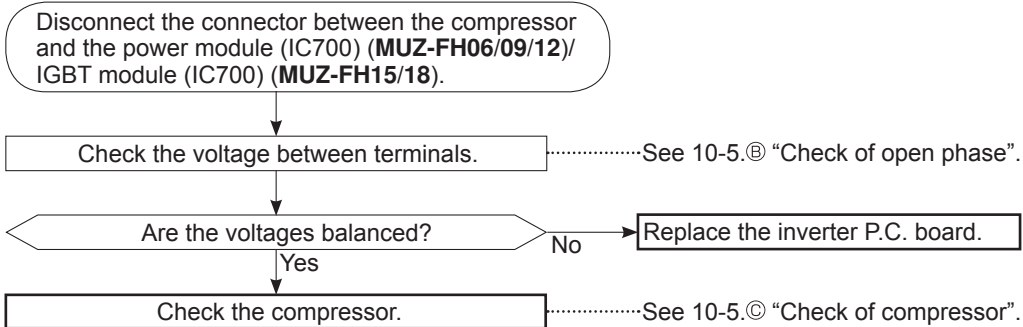 Disconnect the connector between the compressor
and the power module (IC700) (MUZ-FH06/09/12)/
IGBT module (IC700) (MUZ-FH15/18).
Check the voltage between terminals.
See 10-5.Ⓑ “Check of open phase”.
Are the voltages balanced?
No
Replace the inverter P.C. board.
Yes
Check the compressor.
See 10-5.Ⓒ “Check of compressor”.